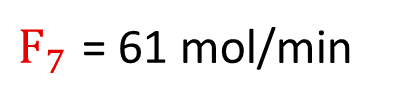 F₇ = 61 mol/min